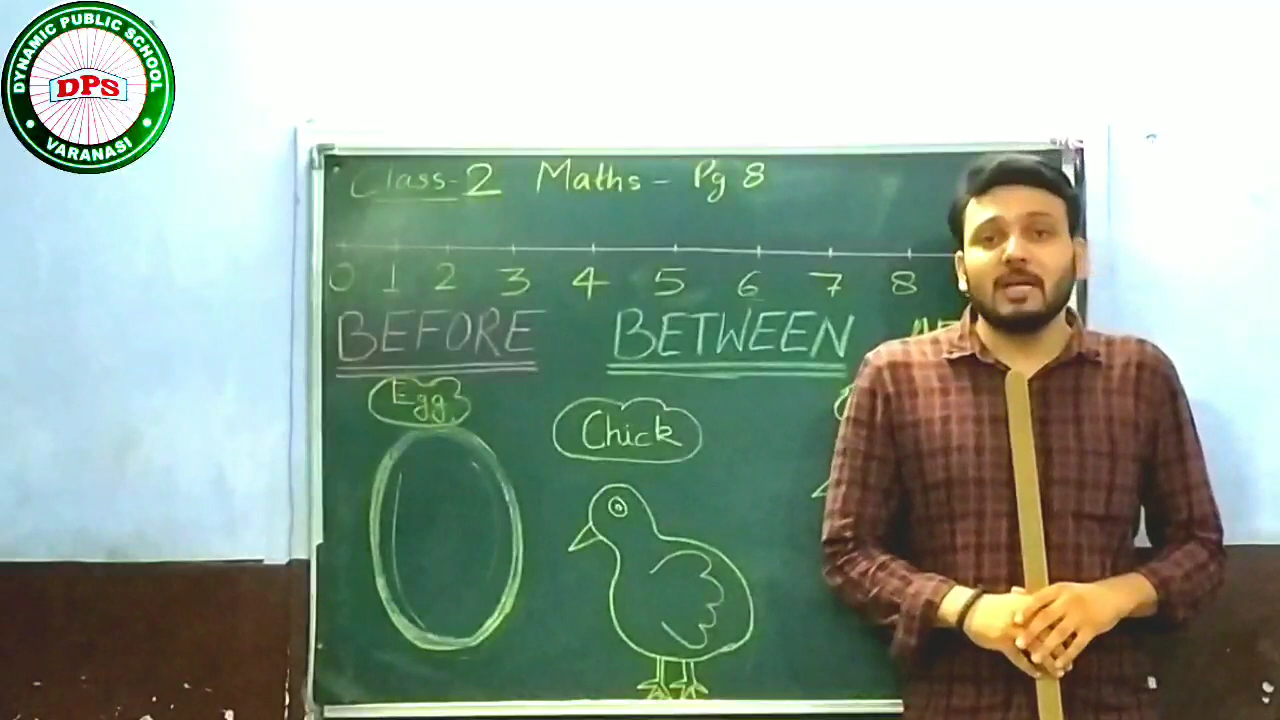 DYNAMIC PUBLIC SCHOOL
DPS
VARANASI
Class-2 Maths - Pg 8
0 1 2 3 4 5 6 7 8
BEFORE BETWEEN
Egg
Chick